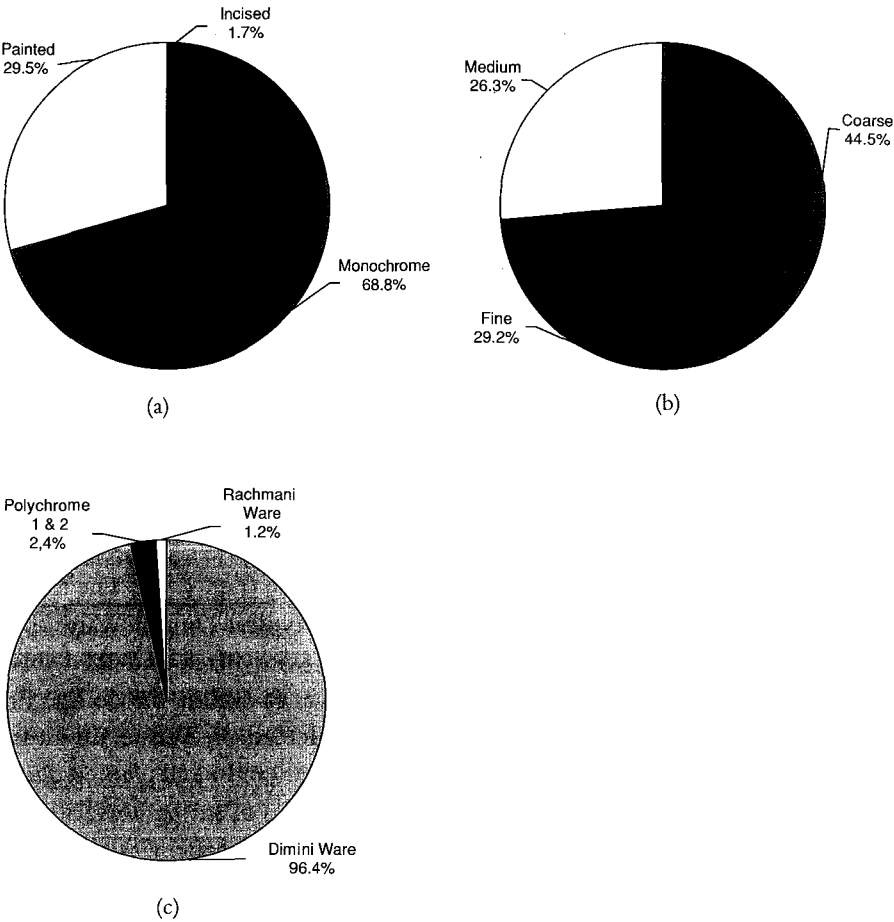 Incised
1.7%
Painted
29.5%
Monochrome
68.8%
(a)
Medium
26.3%
Coarse
44.5%
Fine
29.2%
(b)
Polychrome
1 & 2
2,4%
Rachmani
Ware
1.2%
Dimini Ware
96.4%
(c)